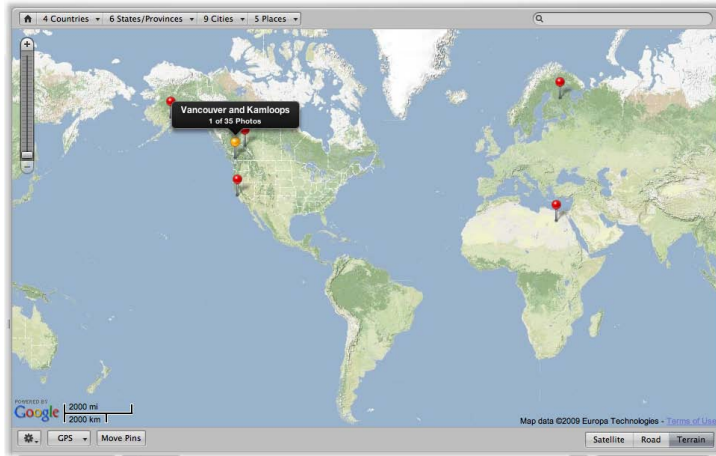 4 Countries 6 States/Provinces 9 Cities 5 Places
Vancouver and Kamloops
1 of 35 Photos
POWERED BY
Google
2000 mi
2000 km
Map data ©2009 Europa Technologies - Terms of Use
GPS Move Pins Satellite Road Terrain